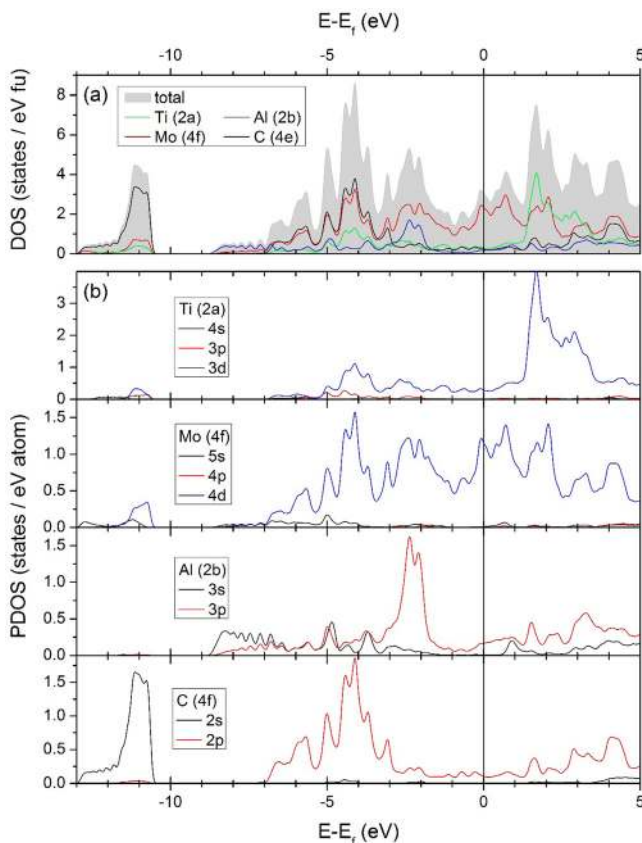 E-E_f (eV)
-10 -5 0 5
DOS (states / eV fu)
8
6
4
2
0
(a)
total
Ti (2a) Al (2b)
Mo (4f) C (4e)
PDOS (states / eV atom)
(b)
3
2
1
0
Ti (2a)
4s
3p
3d
1.5
1.0
0.5
0.0
Mo (4f)
5s
4p
4d
1.5
1.0
0.5
0.0
Al (2b)
3s
3p
1.5
1.0
0.5
0.0
C (4f)
2s
2p
-10 -5 0 5
E-E_f (eV)